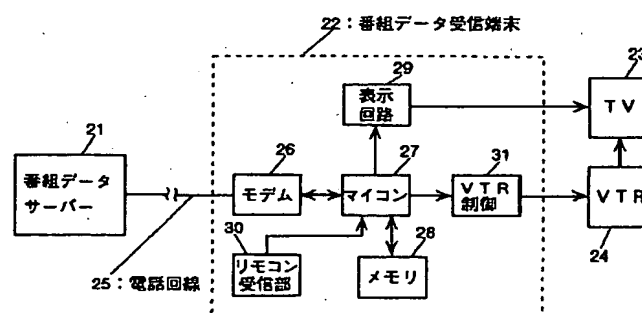 22：番組データ受信端末
23
29
表示
回路
TV
21
26
27
31
番組データ
サーバー
モデム
マイコン
VTR
制御
VTR
30
28
24
リモコン
受信部
メモリ
25：電話回線